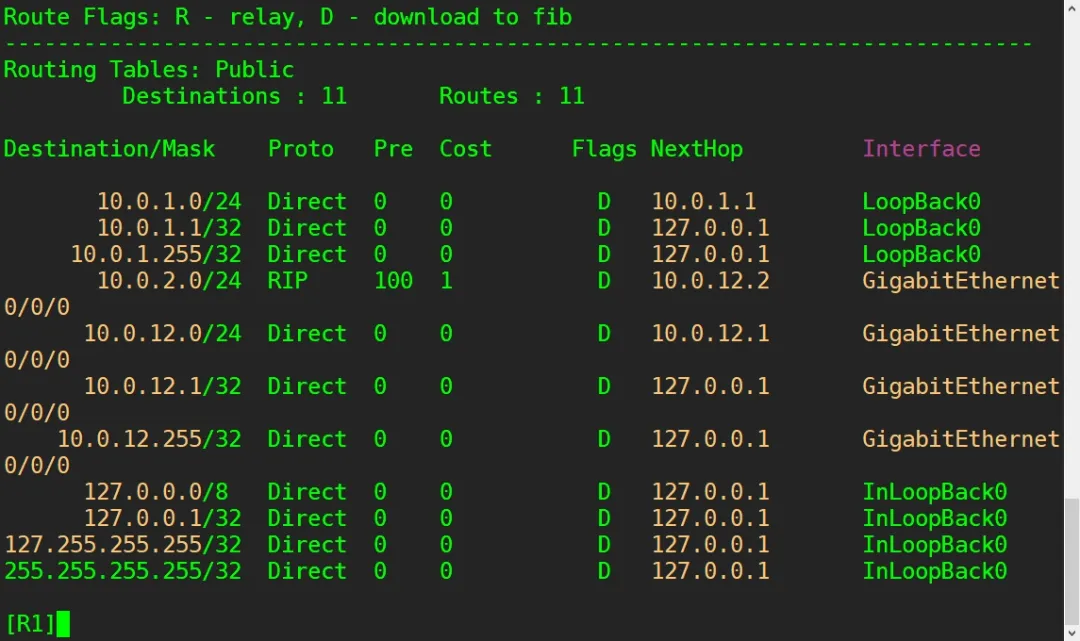 Route Flags: R - relay, D - download to fib
------------------------------------------------------------------------------
Routing Tables: Public
         Destinations : 11       Routes : 11

Destination/Mask    Proto   Pre  Cost      Flags NextHop         Interface

       10.0.1.0/24  Direct  0    0           D   10.0.1.1        LoopBack0
       10.0.1.1/32  Direct  0    0           D   127.0.0.1       LoopBack0
     10.0.1.255/32  Direct  0    0           D   127.0.0.1       LoopBack0
       10.0.2.0/24  RIP     100  1           D   10.0.12.2       GigabitEthernet
0/0/0
      10.0.12.0/24  Direct  0    0           D   10.0.12.1       GigabitEthernet
0/0/0
      10.0.12.1/32  Direct  0    0           D   127.0.0.1       GigabitEthernet
0/0/0
    10.0.12.255/32  Direct  0    0           D   127.0.0.1       GigabitEthernet
0/0/0
      127.0.0.0/8   Direct  0    0           D   127.0.0.1       InLoopBack0
      127.0.0.1/32  Direct  0    0           D   127.0.0.1       InLoopBack0
127.255.255.255/32  Direct  0    0           D   127.0.0.1       InLoopBack0
255.255.255.255/32  Direct  0    0           D   127.0.0.1       InLoopBack0

[R1]